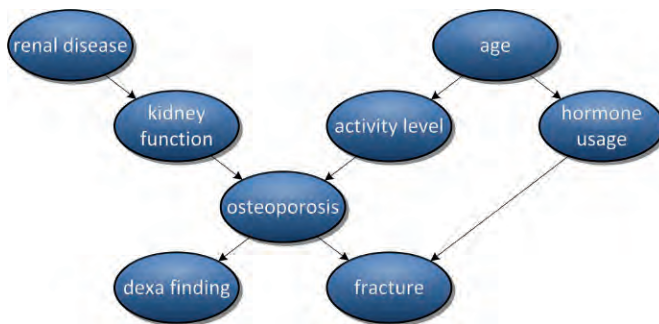 renal disease
age
kidney
function
activity level
hormone
usage
osteoporosis
dexa finding
fracture